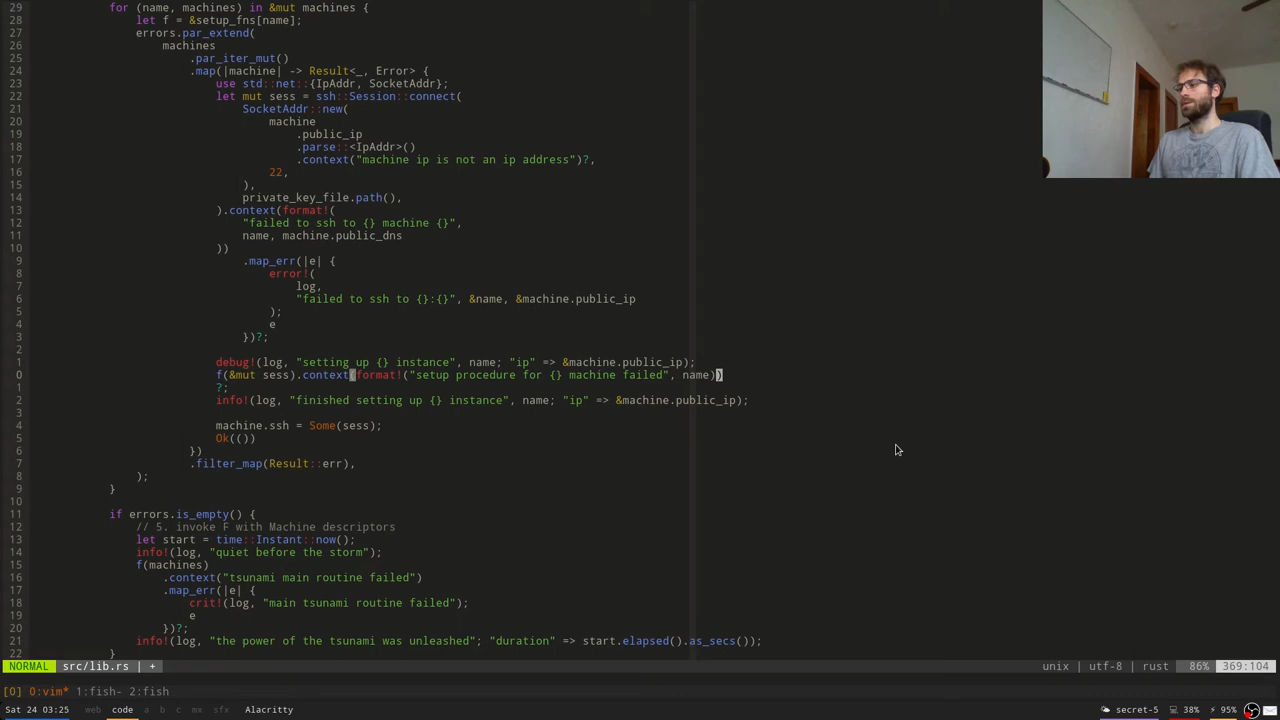 29 for (name, machines) in &mut machines {
28 let f = &setup_fns[name];
27 errors.par_extend(
26 machines
25 .par_iter_mut()
24 .map(|machine| -> Result<_, Error> {
23 use std::net::{IpAddr, SocketAddr};
22 let mut sess = ssh::Session::connect(
21 SocketAddr::new(
20 machine
19 .public_ip
18 .parse::<IpAddr>()
17 .context("machine ip is not an ip address")?,
16 22,
15 ),
14 private_key_file.path(),
13 ).context(format!(
12 "failed to ssh to {} machine {}",
11 name, machine.public_dns
10 ))
9 .map_err(|e| {
8 error!(
7 log,
6 "failed to ssh to {}:{}", &name, &machine.public_ip
5 );
4 e
3 })?;
2
1 debug!(log, "setting up {} instance", name; "ip" => &machine.public_ip);
0 f(&mut sess).context(format!("setup procedure for {} machine failed", name))
1 ?;
2 info!(log, "finished setting up {} instance", name; "ip" => &machine.public_ip);
3
4 machine.ssh = Some(sess);
5 Ok(())
6 })
7 .filter_map(Result::err),
8 );
9 }
10
11 if errors.is_empty() {
12 // 5. invoke F with Machine descriptors
13 let start = time::Instant::now();
14 info!(log, "quiet before the storm");
15 f(machines)
16 .context("tsunami main routine failed")
17 .map_err(|e| {
18 crit!(log, "main tsunami routine failed");
19 e
20 })?;
21 info!(log, "the power of the tsunami was unleashed"; "duration" => start.elapsed().as_secs());
22 }
NORMAL src/lib.rs | + unix | utf-8 | rust 86% 369:104
[0] 0:vim* 1:fish- 2:fish
Sat 24 03:25 web code a b c mx sfx Alacritty secret-5 38% 95%